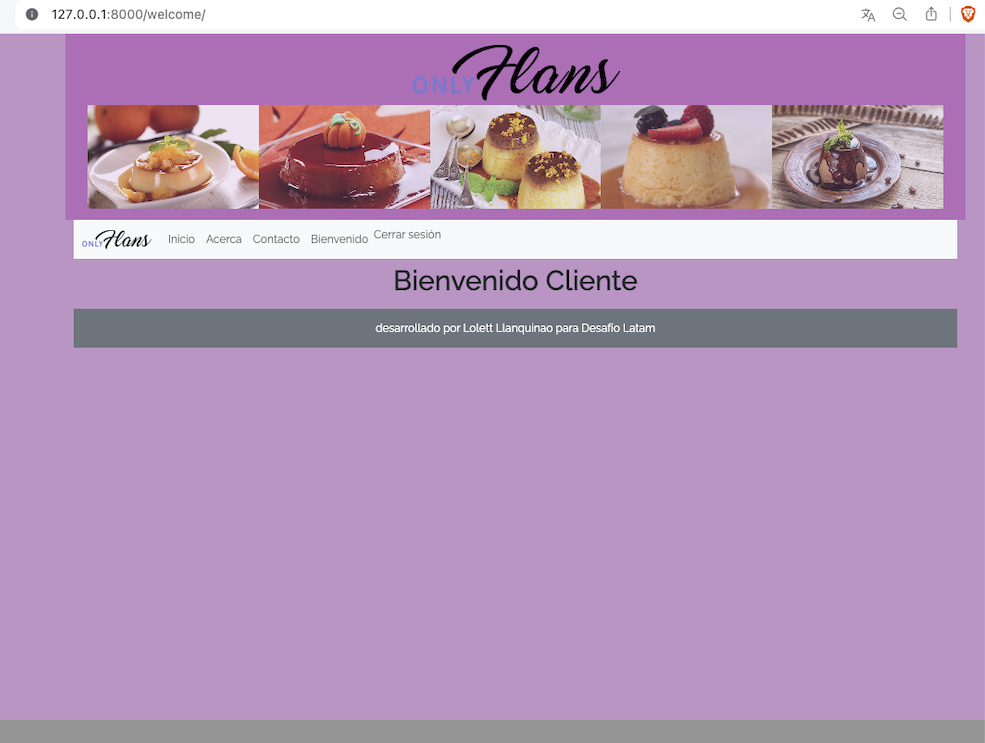 127.0.0.1:8000/welcome/
ONLY Flans
ONLY Flans Inicio Acerca Contacto Bienvenido Cerrar sesión
Bienvenido Cliente
desarrollado por Lolett Llanquinao para Desafio Latam